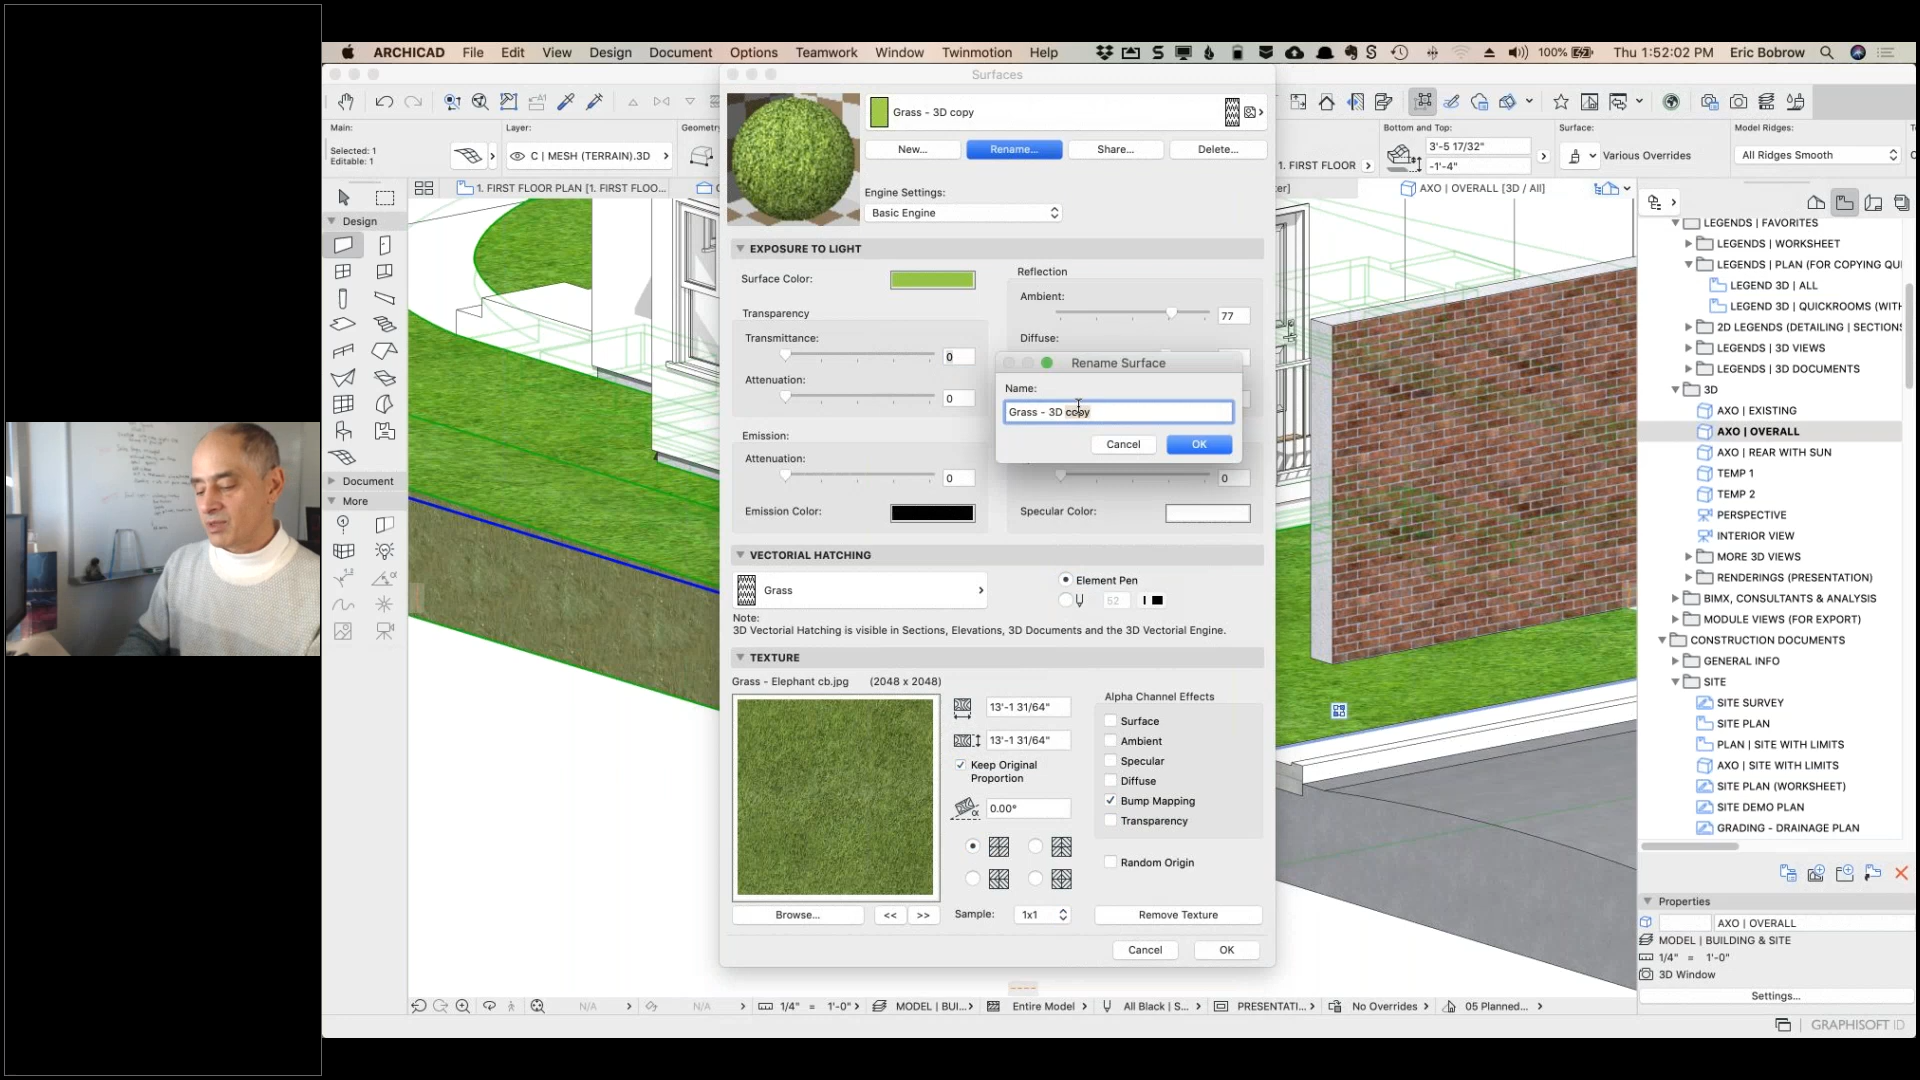 ARCHICAD File Edit View Design Document Options Teamwork Window Twinmotion Help 100% Thu 1:52:02 PM Eric Bobrow
Surfaces
Main:
Selected: 1
Editable: 1
Layer:
C | MESH (TERRAIN).3D
Geometry
Grass - 3D copy
New... Rename... Share... Delete...
Engine Settings:
Basic Engine
1. FIRST FLOOR
Bottom and Top:
3'-5 17/32"
-1'-4"
Surface:
Various Overrides
Model Ridges:
All Ridges Smooth
1. FIRST FLOOR PLAN [1. FIRST FLOO...
AXO | OVERALL [3D / All]
Design
Document
More
EXPOSURE TO LIGHT
Surface Color:
Reflection
Ambient:
77
Transparency
Transmittance:
0
Diffuse:
Attenuation:
0
Emission:
Attenuation:
0
0
Emission Color:
Specular Color:
Rename Surface
Name:
Grass - 3D copy
Cancel OK
VECTORIAL HATCHING
Grass
Element Pen
52
Note:
3D Vectorial Hatching is visible in Sections, Elevations, 3D Documents and the 3D Vectorial Engine.
TEXTURE
Grass - Elephant cb.jpg (2048 x 2048)
13'-1 31/64"
13'-1 31/64"
Keep Original
Proportion
0.00°
Alpha Channel Effects
Surface
Ambient
Specular
Diffuse
Bump Mapping
Transparency
Random Origin
Browse... << >> Sample: 1x1 Remove Texture
Cancel OK
LEGENDS | FAVORITES
LEGENDS | WORKSHEET
LEGENDS | PLAN (FOR COPYING QU
LEGEND 3D | ALL
LEGEND 3D | QUICKROOMS (WITH
2D LEGENDS (DETAILING | SECTIONS
LEGENDS | 3D VIEWS
LEGENDS | 3D DOCUMENTS
3D
AXO | EXISTING
AXO | OVERALL
AXO | REAR WITH SUN
TEMP 1
TEMP 2
PERSPECTIVE
INTERIOR VIEW
MORE 3D VIEWS
RENDERINGS (PRESENTATION)
BIMX, CONSULTANTS & ANALYSIS
MODULE VIEWS (FOR EXPORT)
CONSTRUCTION DOCUMENTS
GENERAL INFO
SITE
SITE SURVEY
SITE PLAN
PLAN | SITE WITH LIMITS
AXO | SITE WITH LIMITS
SITE PLAN (WORKSHEET)
SITE DEMO PLAN
GRADING - DRAINAGE PLAN
Properties
AXO | OVERALL
MODEL | BUILDING & SITE
1/4" = 1'-0"
3D Window
Settings...
N/A N/A 1/4" = 1'-0" MODEL | BUI... Entire Model All Black | S... PRESENTATI... No Overrides 05 Planned...
GRAPHISOFT ID